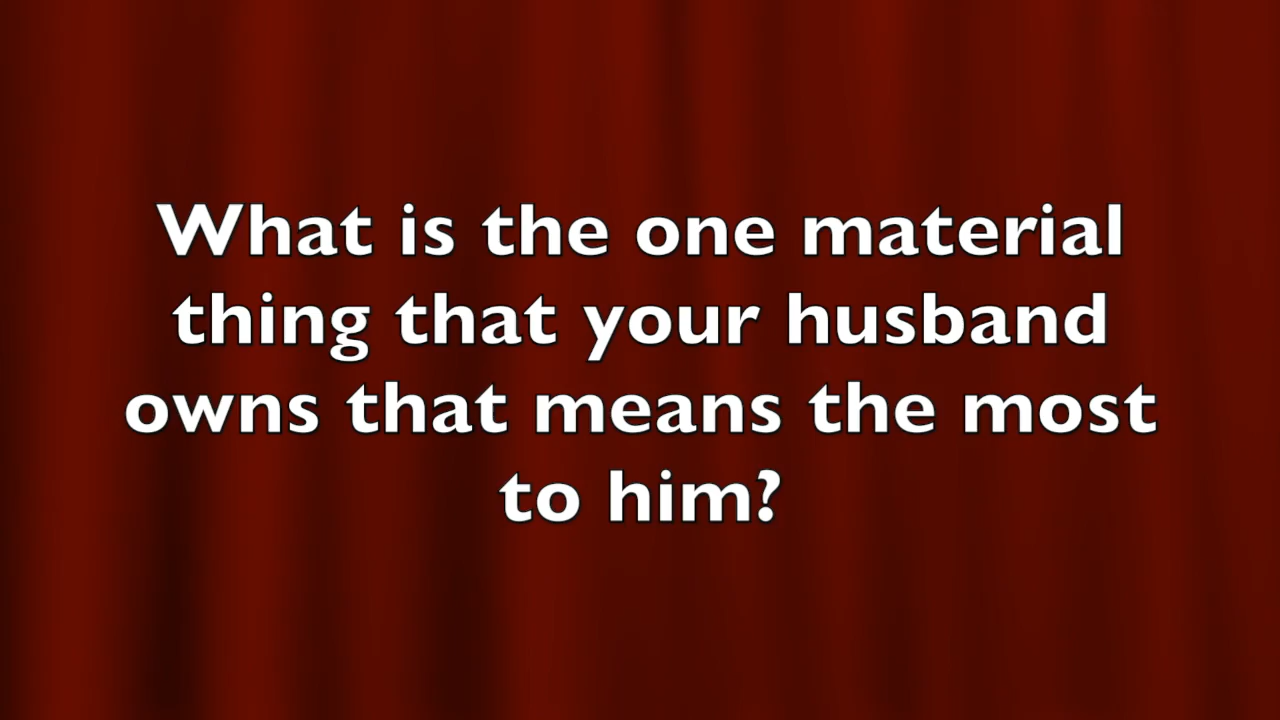 What is the one material
thing that your husband
owns that means the most
to him?